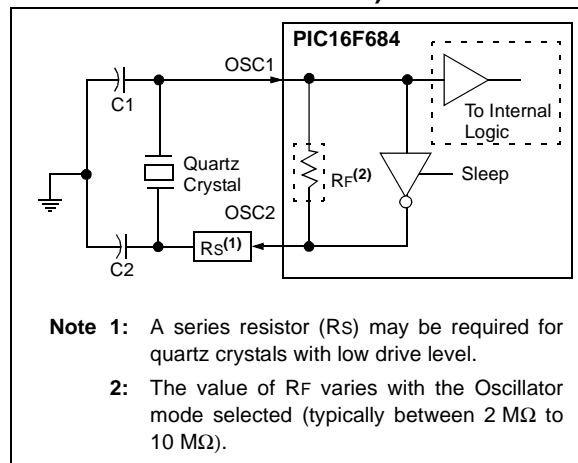 PIC16F684
OSC1
C1
To Internal
Logic
Quartz
Crystal
RF(2)
Sleep
OSC2
RS(1)
C2
Note 1: A series resistor (RS) may be required for
quartz crystals with low drive level.
2: The value of RF varies with the Oscillator
mode selected (typically between 2 MΩ to
10 MΩ).